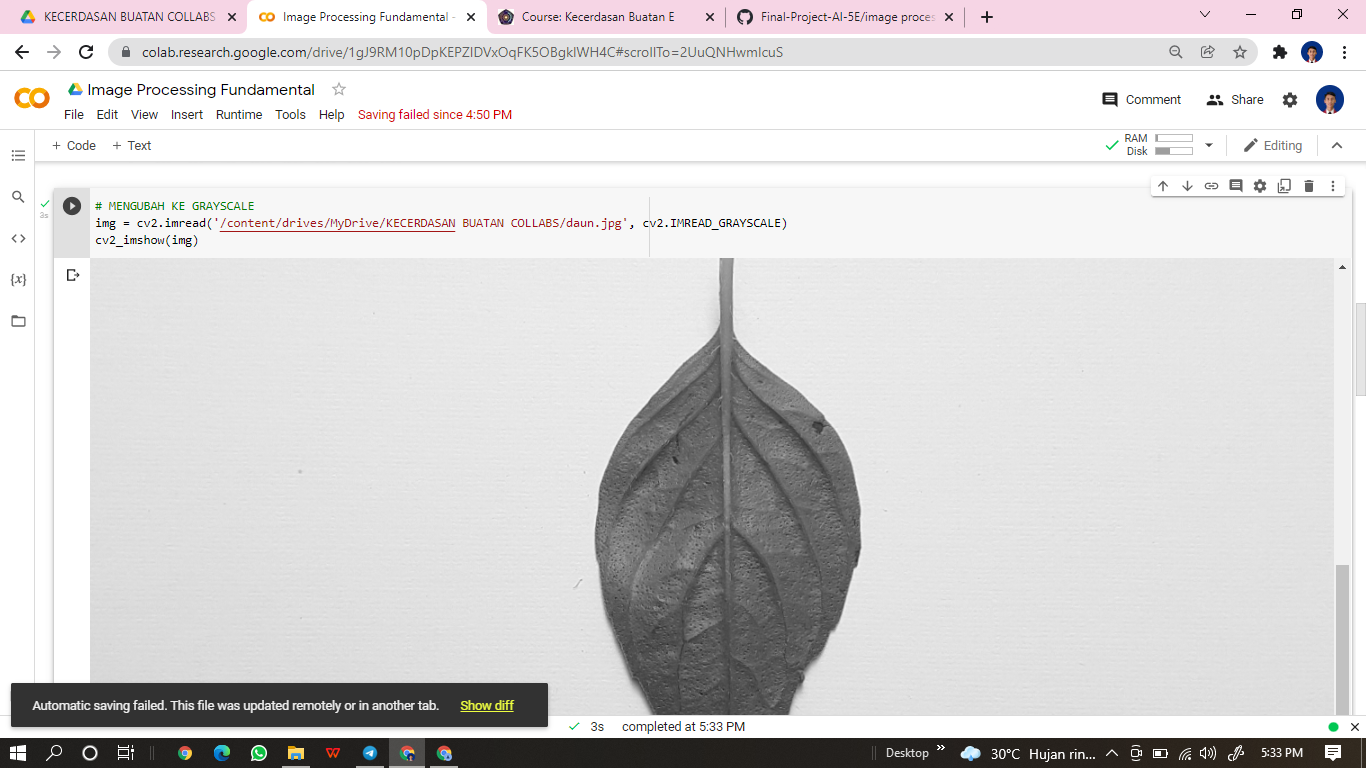 KECERDASAN BUATAN COLLABS
Image Processing Fundamental -
Course: Kecerdasan Buatan E
Final-Project-AI-5E/image proces
colab.research.google.com/drive/1gJ9RM10pDpKEPZIDVxOqFK5OBgklWH4C#scrollTo=2UuQNHwmIcuS
Image Processing Fundamental
Comment
Share
File Edit View Insert Runtime Tools Help Saving failed since 4:50 PM
+ Code + Text
RAM
Disk
Editing
3s
# MENGUBAH KE GRAYSCALE
img = cv2.imread('/content/drives/MyDrive/KECERDASAN BUATAN COLLABS/daun.jpg', cv2.IMREAD_GRAYSCALE)
cv2_imshow(img)
{x}
Automatic saving failed. This file was updated remotely or in another tab. Show diff
3s completed at 5:33 PM
Desktop
30°C Hujan rin...
5:33 PM